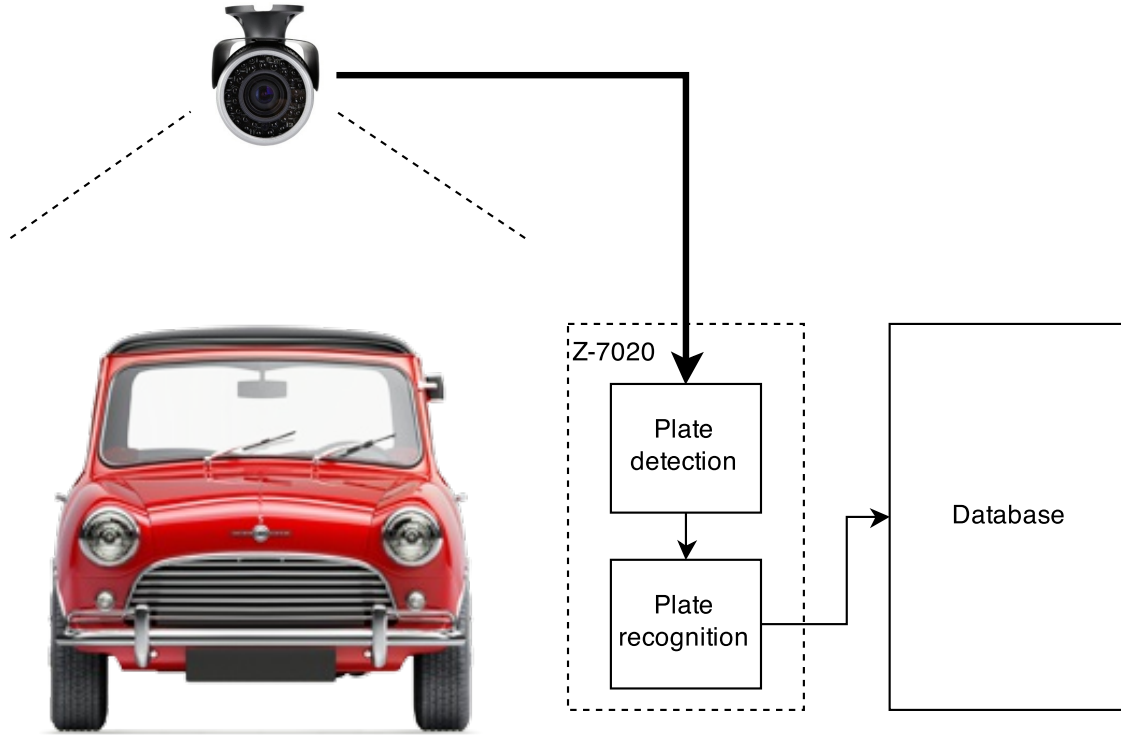 Z-7020
Plate
detection
Plate
recognition
Database